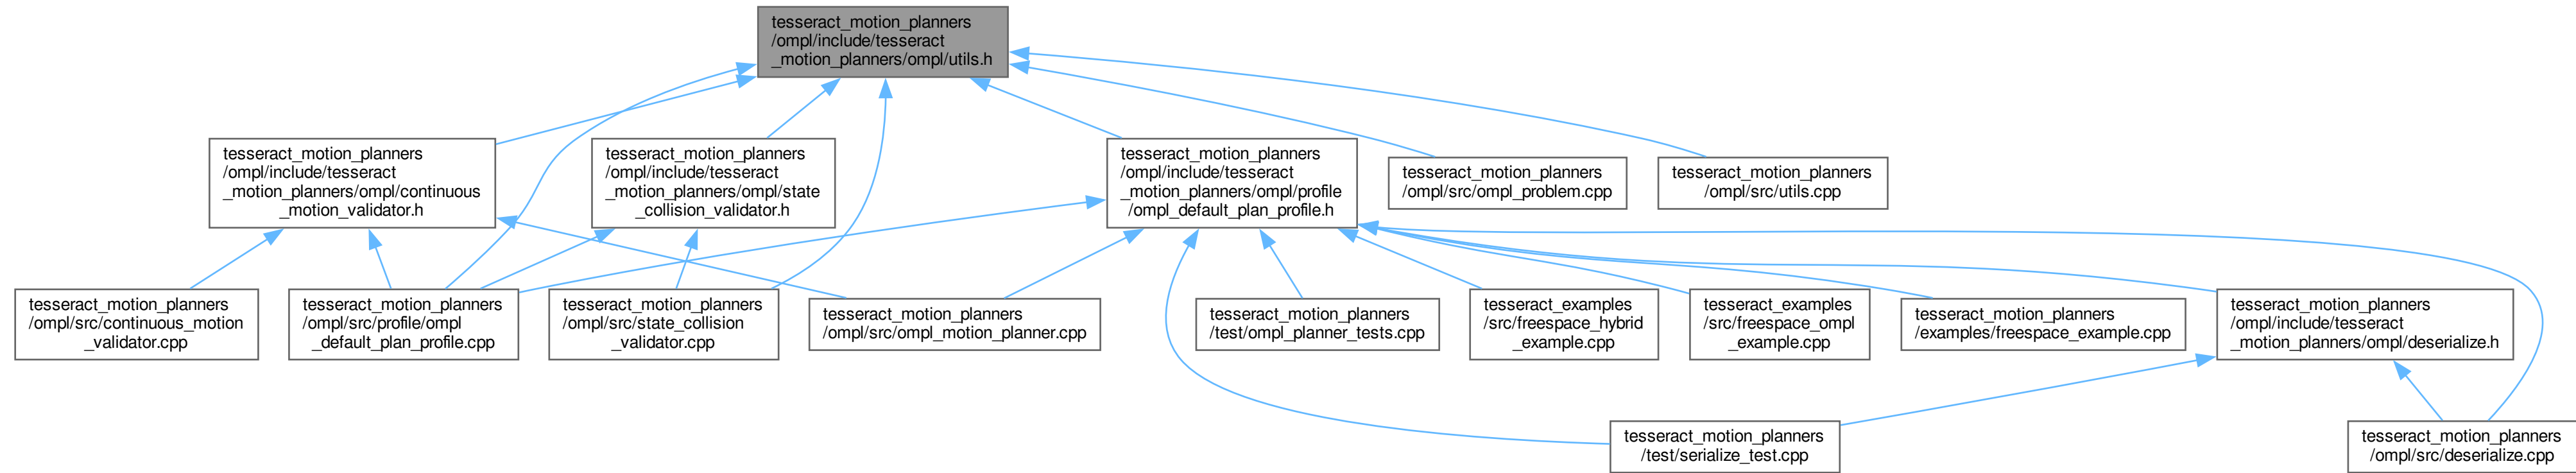 tesseract_motion_planners
/ompl/include/tesseract
_motion_planners/ompl/utils.h
tesseract_motion_planners
/ompl/include/tesseract
_motion_planners/ompl/continuous
_motion_validator.h
tesseract_motion_planners
/ompl/include/tesseract
_motion_planners/ompl/state
_collision_validator.h
tesseract_motion_planners
/ompl/include/tesseract
_motion_planners/ompl/profile
/ompl_default_plan_profile.h
tesseract_motion_planners
/ompl/src/ompl_problem.cpp
tesseract_motion_planners
/ompl/src/utils.cpp
tesseract_motion_planners
/ompl/src/continuous_motion
_validator.cpp
tesseract_motion_planners
/ompl/src/profile/ompl
_default_plan_profile.cpp
tesseract_motion_planners
/ompl/src/state_collision
_validator.cpp
tesseract_motion_planners
/ompl/src/ompl_motion_planner.cpp
tesseract_motion_planners
/test/ompl_planner_tests.cpp
tesseract_examples
/src/freespace_hybrid
_example.cpp
tesseract_examples
/src/freespace_ompl
_example.cpp
tesseract_motion_planners
/examples/freespace_example.cpp
tesseract_motion_planners
/ompl/include/tesseract
_motion_planners/ompl/deserialize.h
tesseract_motion_planners
/test/serialize_test.cpp
tesseract_motion_planners
/ompl/src/deserialize.cpp